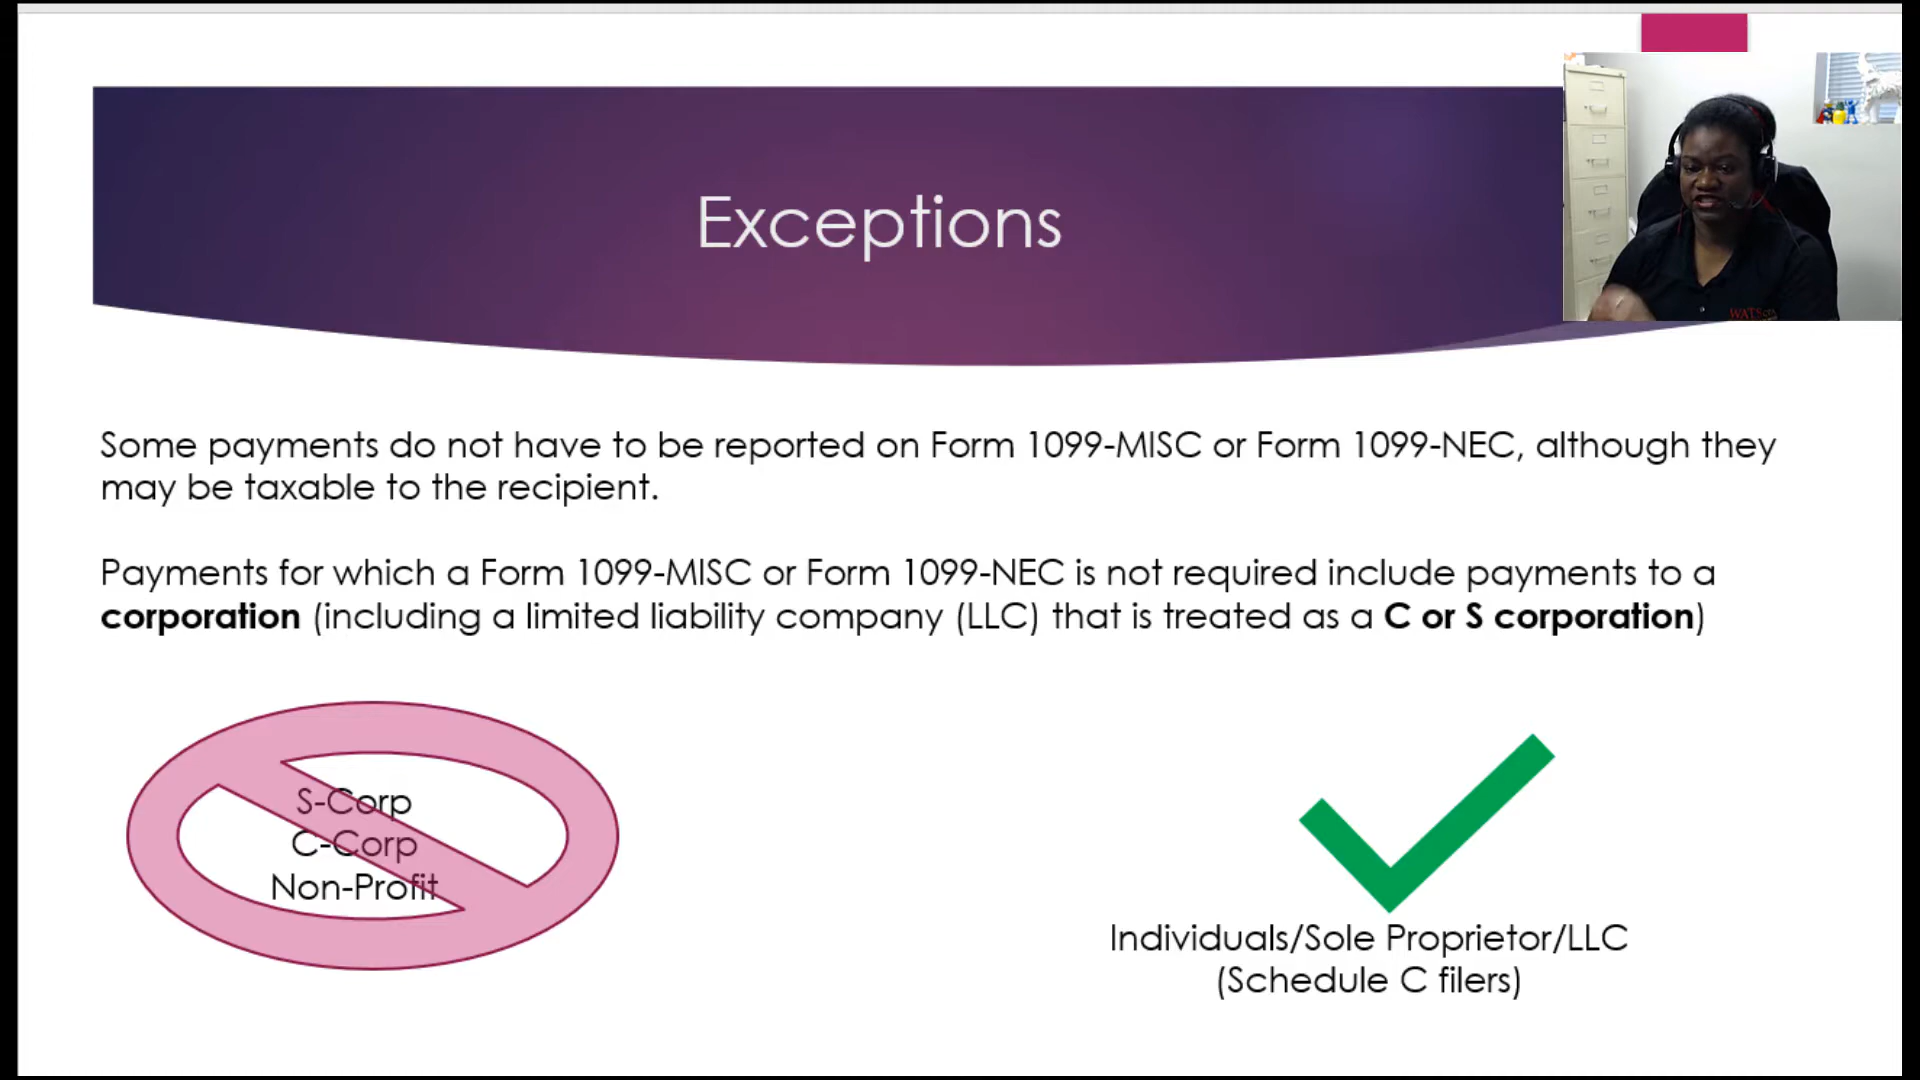 Exceptions
Some payments do not have to be reported on Form 1099-MISC or Form 1099-NEC, although they
may be taxable to the recipient.
Payments for which a Form 1099-MISC or Form 1099-NEC is not required include payments to a
corporation (including a limited liability company (LLC) that is treated as a C or S corporation)
S-Corp
C-Corp
Non-Profit
Individuals/Sole Proprietor/LLC
(Schedule C filers)